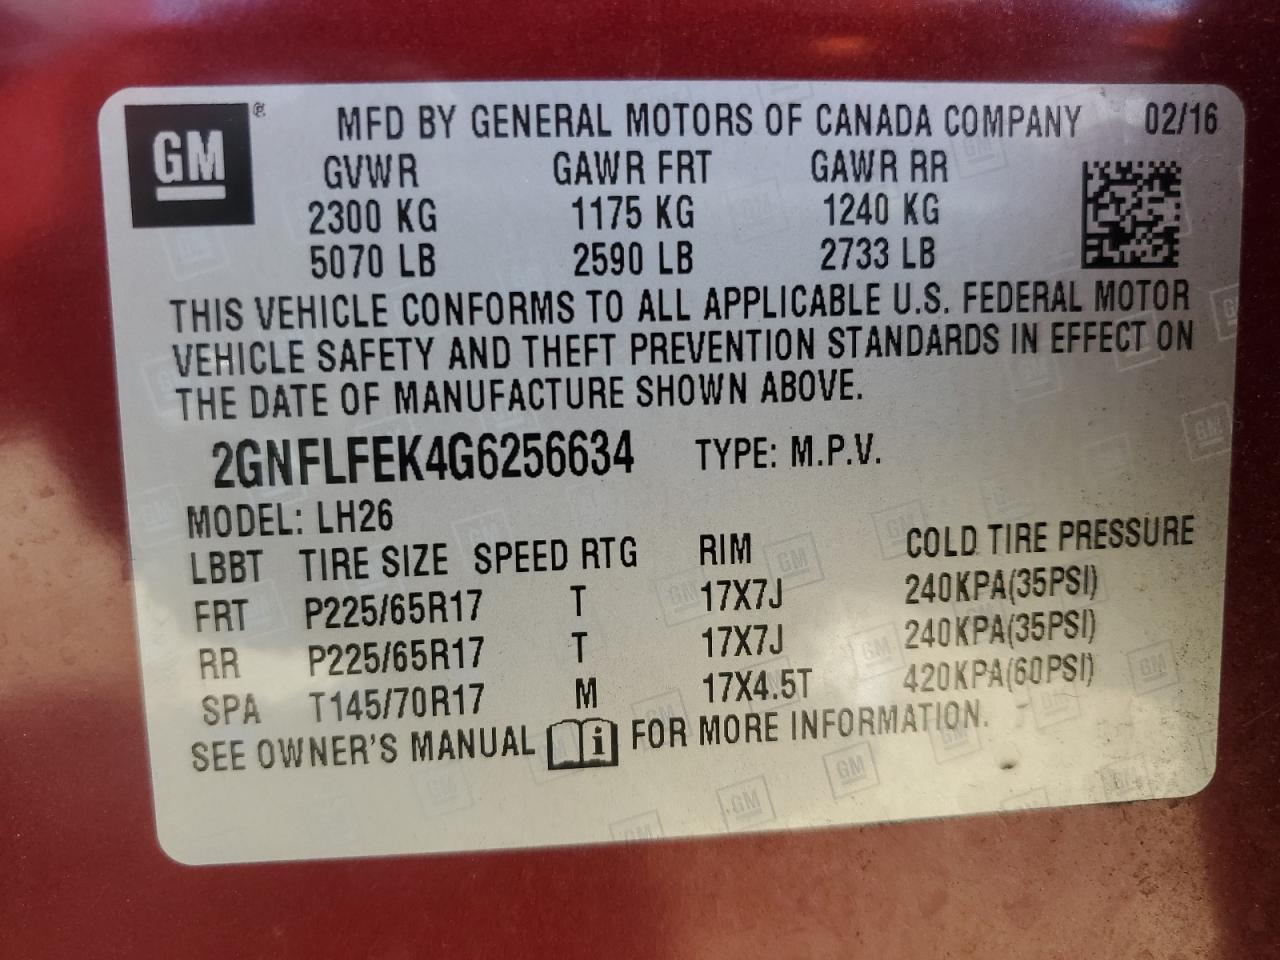 GM ® MFD BY GENERAL MOTORS OF CANADA COMPANY 02/16
GVWR GAWR FRT GAWR RR
2300 KG 1175 KG 1240 KG
5070 LB 2590 LB 2733 LB
THIS VEHICLE CONFORMS TO ALL APPLICABLE U.S. FEDERAL MOTOR
VEHICLE SAFETY AND THEFT PREVENTION STANDARDS IN EFFECT ON
THE DATE OF MANUFACTURE SHOWN ABOVE.
2GNFLFEK4G6256634 TYPE: M.P.V.
MODEL: LH26
LBBT TIRE SIZE SPEED RTG RIM COLD TIRE PRESSURE
FRT P225/65R17 T 17X7J 240KPA(35PSI)
RR P225/65R17 T 17X7J 240KPA(35PSI)
SPA T145/70R17 M 17X4.5T 420KPA(60PSI)
SEE OWNER'S MANUAL i FOR MORE INFORMATION.